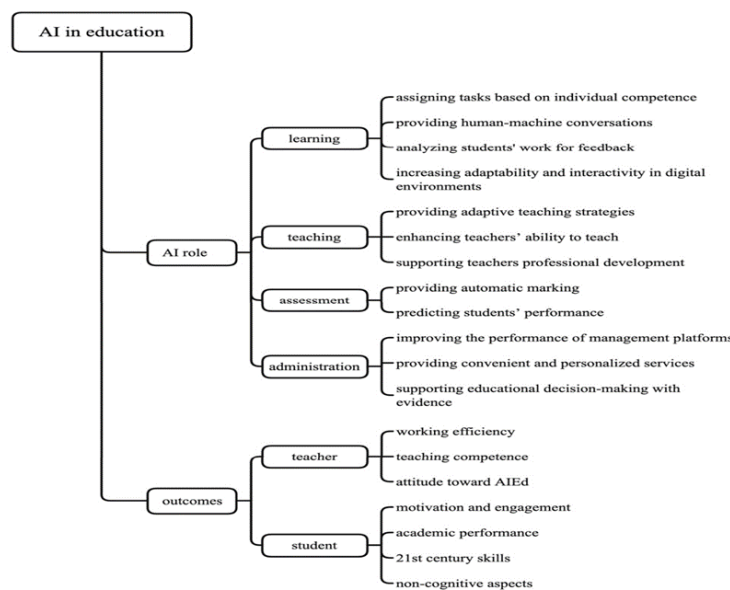 AI in education
AI role
learning
assigning tasks based on individual competence
providing human-machine conversations
analyzing students' work for feedback
increasing adaptability and interactivity in digital
environments
teaching
providing adaptive teaching strategies
enhancing teachers’ ability to teach
supporting teachers professional development
assessment
providing automatic marking
predicting students’ performance
administration
improving the performance of management platforms
providing convenient and personalized services
supporting educational decision-making with
evidence
outcomes
teacher
working efficiency
teaching competence
attitude toward AIEd
student
motivation and engagement
academic performance
21st century skills
non-cognitive aspects